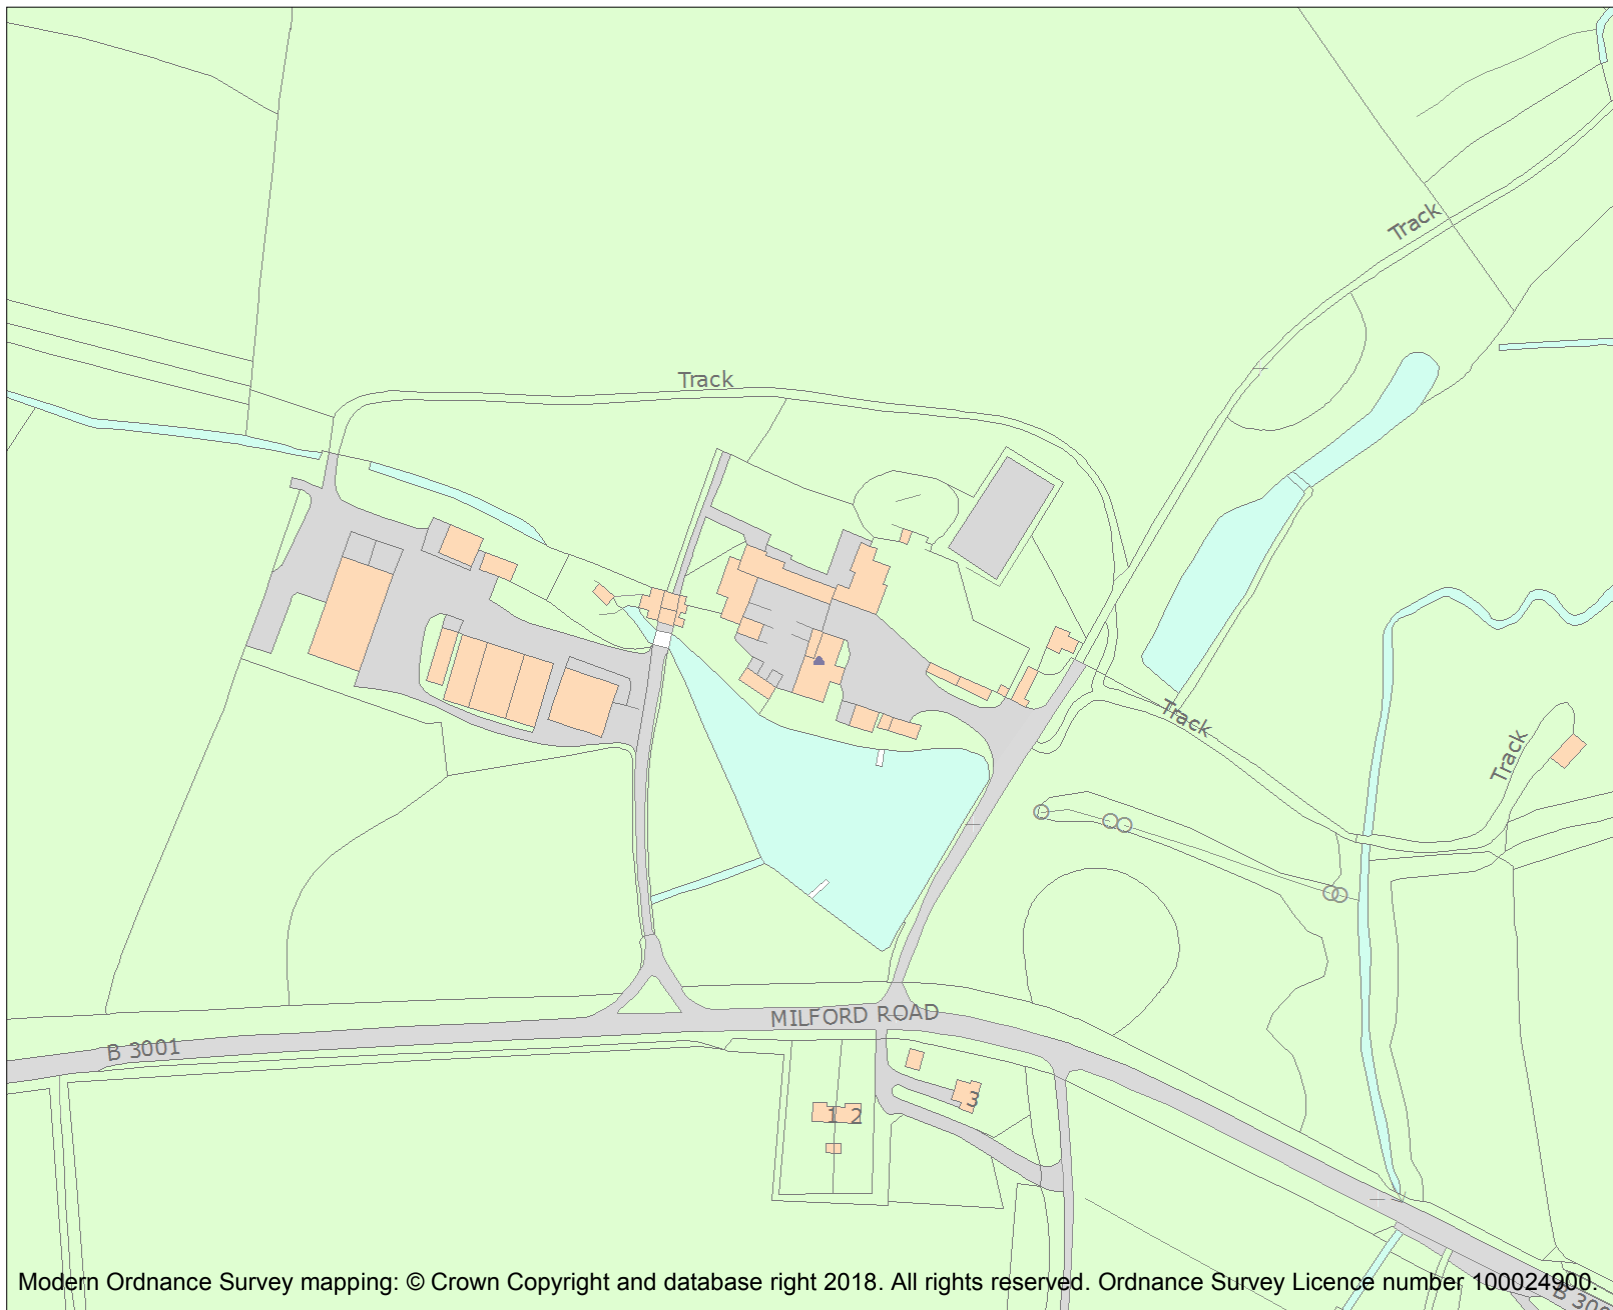 Track
Track
Track
Track
MILFORD ROAD
B 3001
3
1 2
Modern Ordnance Survey mapping: © Crown Copyright and database right 2018. All rights reserved. Ordnance Survey Licence number 100024900.
B 300